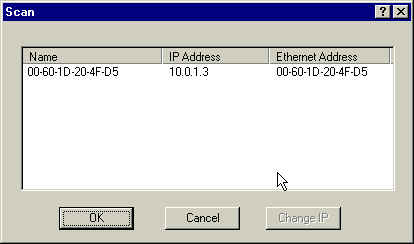 Scan
Name IP Address Ethernet Address
00-60-1D-20-4F-D5 10.0.1.3 00-60-1D-20-4F-D5
OK Cancel Change IP